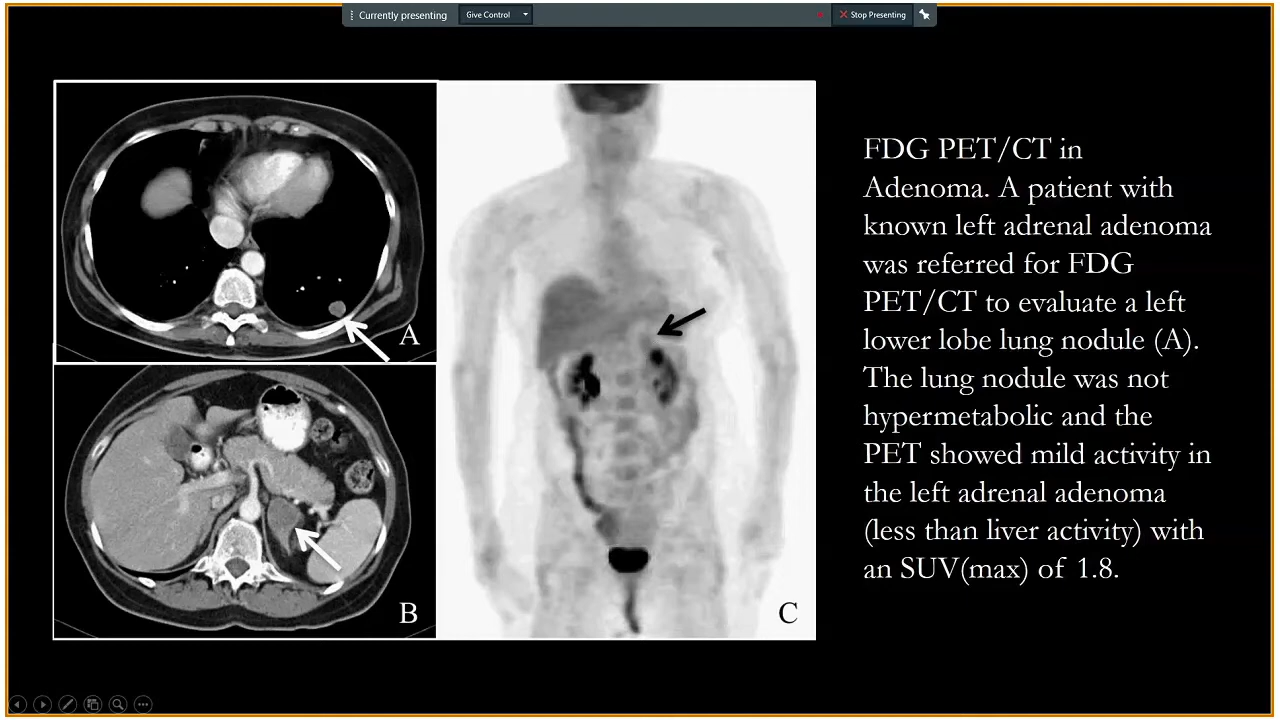 Currently presenting
Give Control
Stop Presenting
A
B
C
FDG PET/CT in
Adenoma. A patient with
known left adrenal adenoma
was referred for FDG
PET/CT to evaluate a left
lower lobe lung nodule (A).
The lung nodule was not
hypermetabolic and the
PET showed mild activity in
the left adrenal adenoma
(less than liver activity) with
an SUV(max) of 1.8.